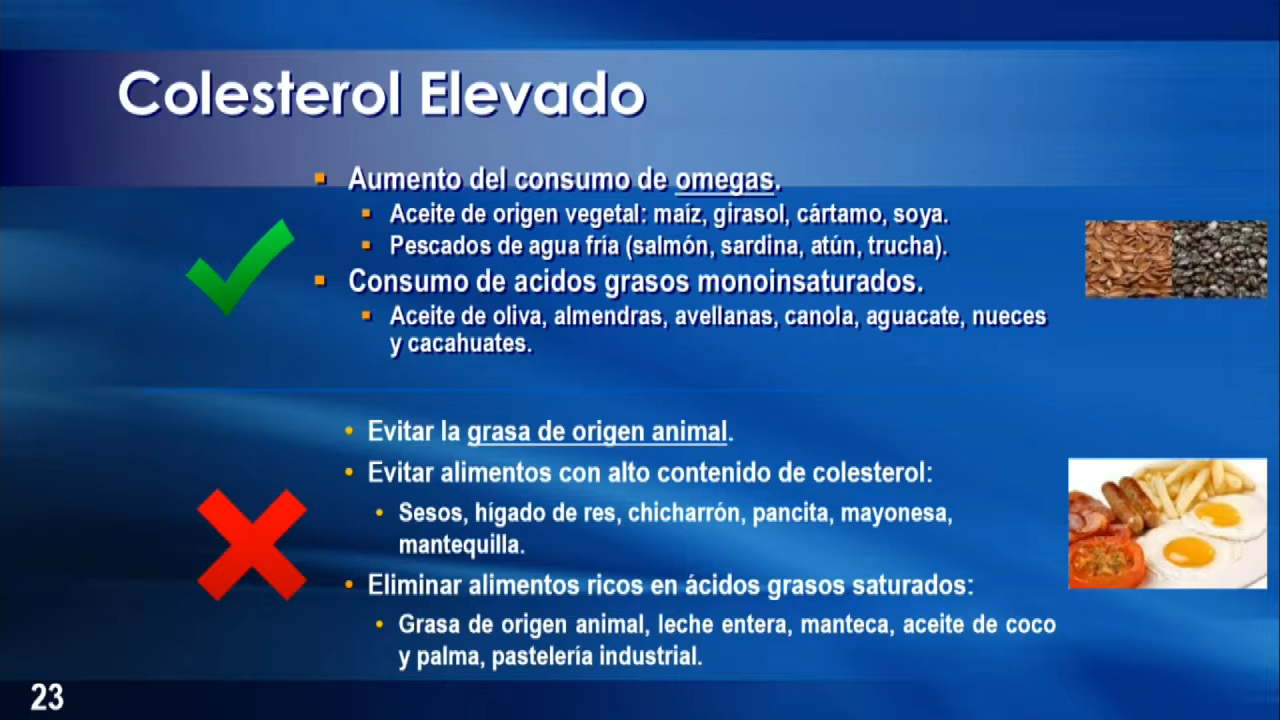 Colesterol Elevado
Aumento del consumo de omegas.
Aceite de origen vegetal: maíz, girasol, cártamo, soya.
Pescados de agua fría (salmón, sardina, atún, trucha).
Consumo de acidos grasos monoinsaturados.
Aceite de oliva, almendras, avellanas, canola, aguacate, nueces
y cacahuates.
Evitar la grasa de origen animal.
Evitar alimentos con alto contenido de colesterol:
Sesos, hígado de res, chicharrón, pancita, mayonesa,
mantequilla.
Eliminar alimentos ricos en ácidos grasos saturados:
Grasa de origen animal, leche entera, manteca, aceite de coco
y palma, pastelería industrial.
23